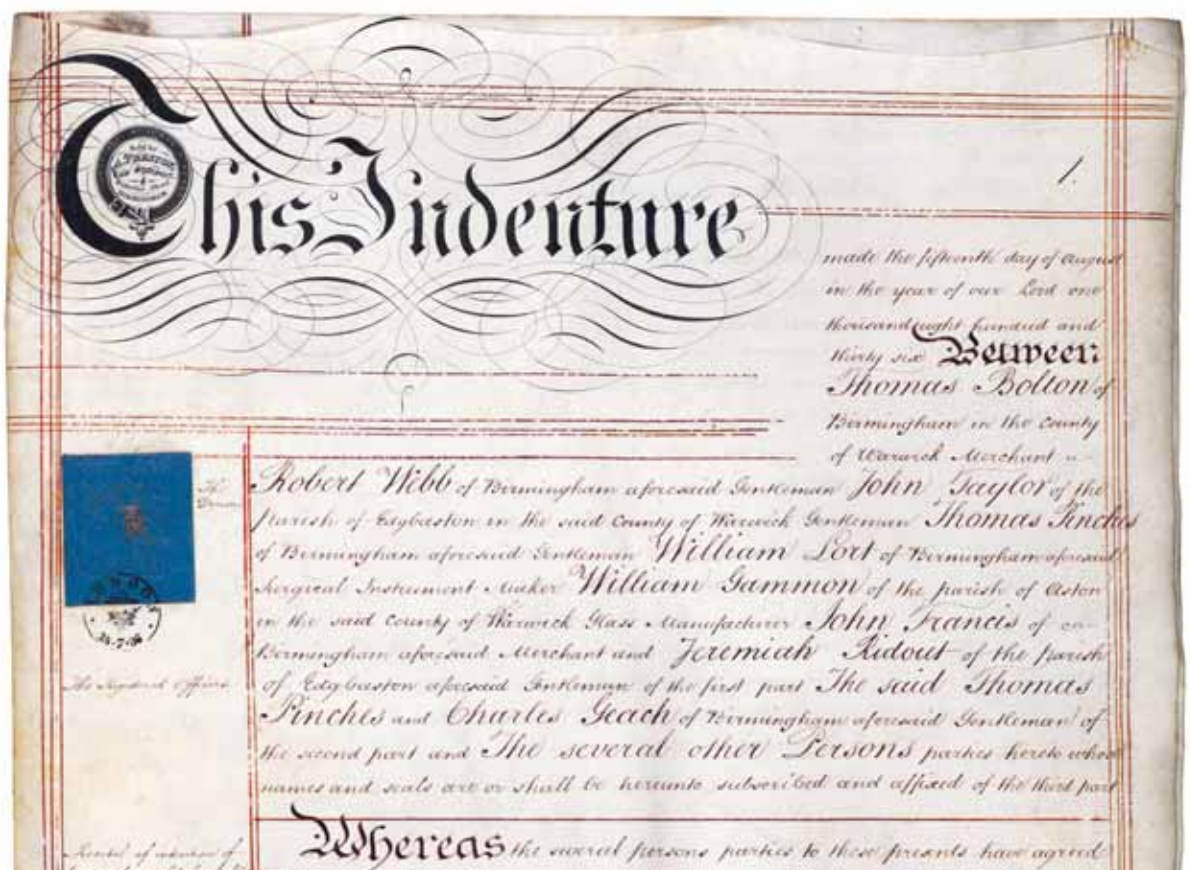 This Indenture
1.
made the fifteenth day of August
in the year of our Lord one
thousand eight hundred and
thirty six Between
Thomas Bolton of
Birmingham in the County
of Warwick Merchant
Robert Webb of Birmingham aforesaid Gentleman John Taylor of the
parish of Edgbaston in the said County of Warwick Gentleman Thomas Pinches
of Birmingham aforesaid Gentleman William Lort of Birmingham aforesaid
Surgical Instrument Maker William Gammon of the parish of Aston
in the said County of Warwick Glass Manufacturer John Francis of
Birmingham aforesaid Merchant and Jeremiah Ridout of the parish
of Edgbaston aforesaid Gentleman of the first part The said Thomas
Pinches and Charles Geach of Birmingham aforesaid Gentleman of
the second part and The several other Persons parties hereto whose
names and seals are or shall be hereunto subscribed and affixed of the third part
Whereas the several persons parties to these presents have agreed
The
of